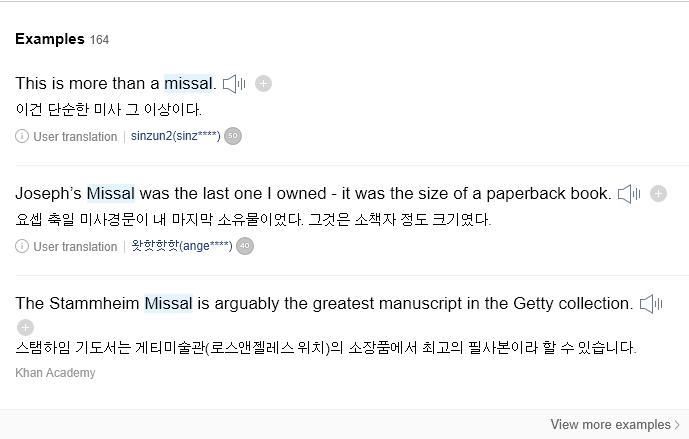 Examples 164
This is more than a missal.
이건 단순한 미사 그 이상이다.
User translation | sinzun2(sinz****) 50
Joseph's Missal was the last one I owned - it was the size of a paperback book.
요셉 축일 미사경문이 내 마지막 소유물이었다. 그것은 소책자 정도 크기였다.
User translation | 왓핫핫핫(ange****) 40
The Stammheim Missal is arguably the greatest manuscript in the Getty collection.
스탬하임 기도서는 게티미술관(로스앤젤레스 위치)의 소장품에서 최고의 필사본이라 할 수 있습니다.
Khan Academy
View more examples >